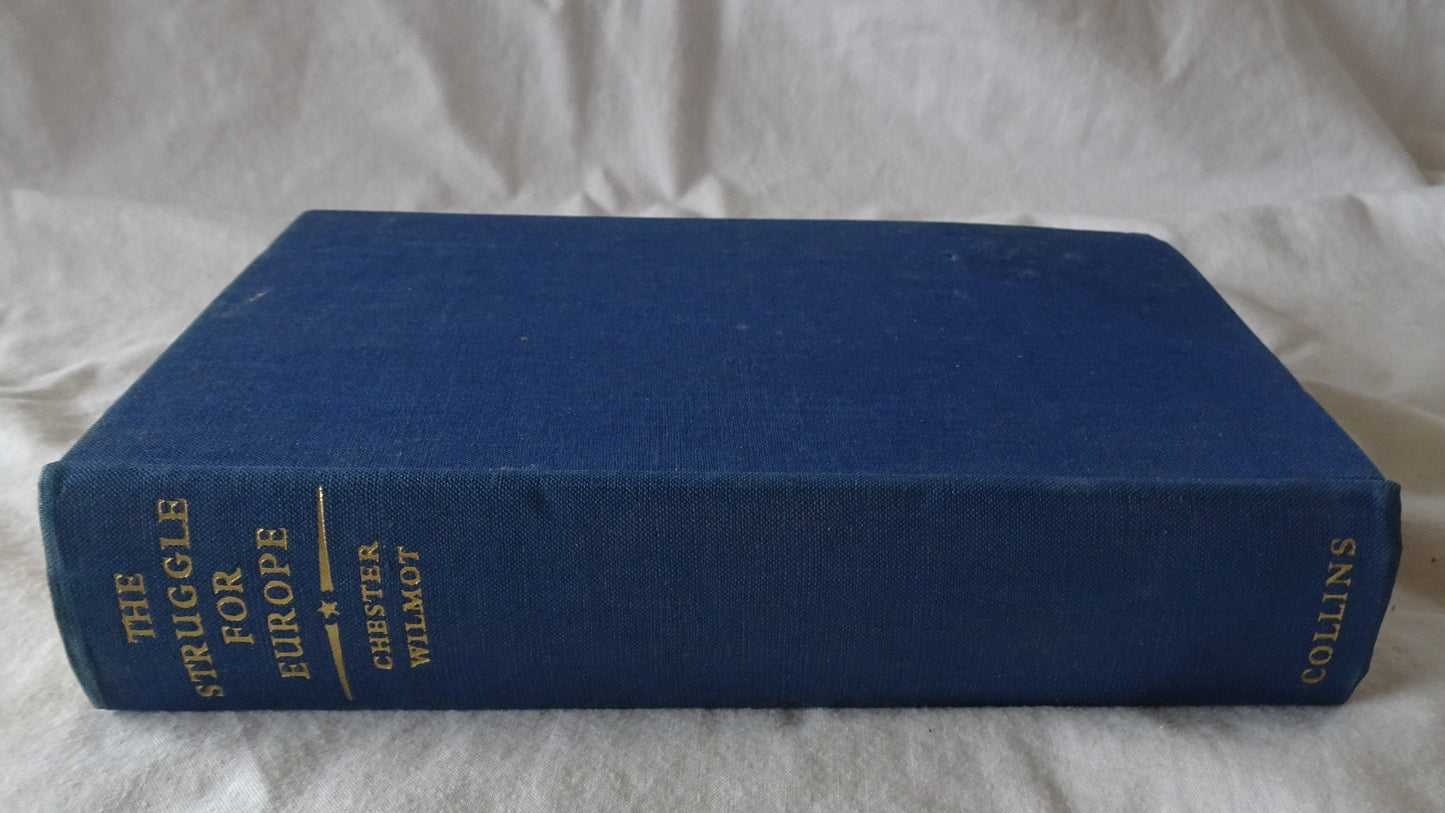 THE
STRUGGLE
FOR
EUROPE
CHESTER
WILMOT
COLLINS